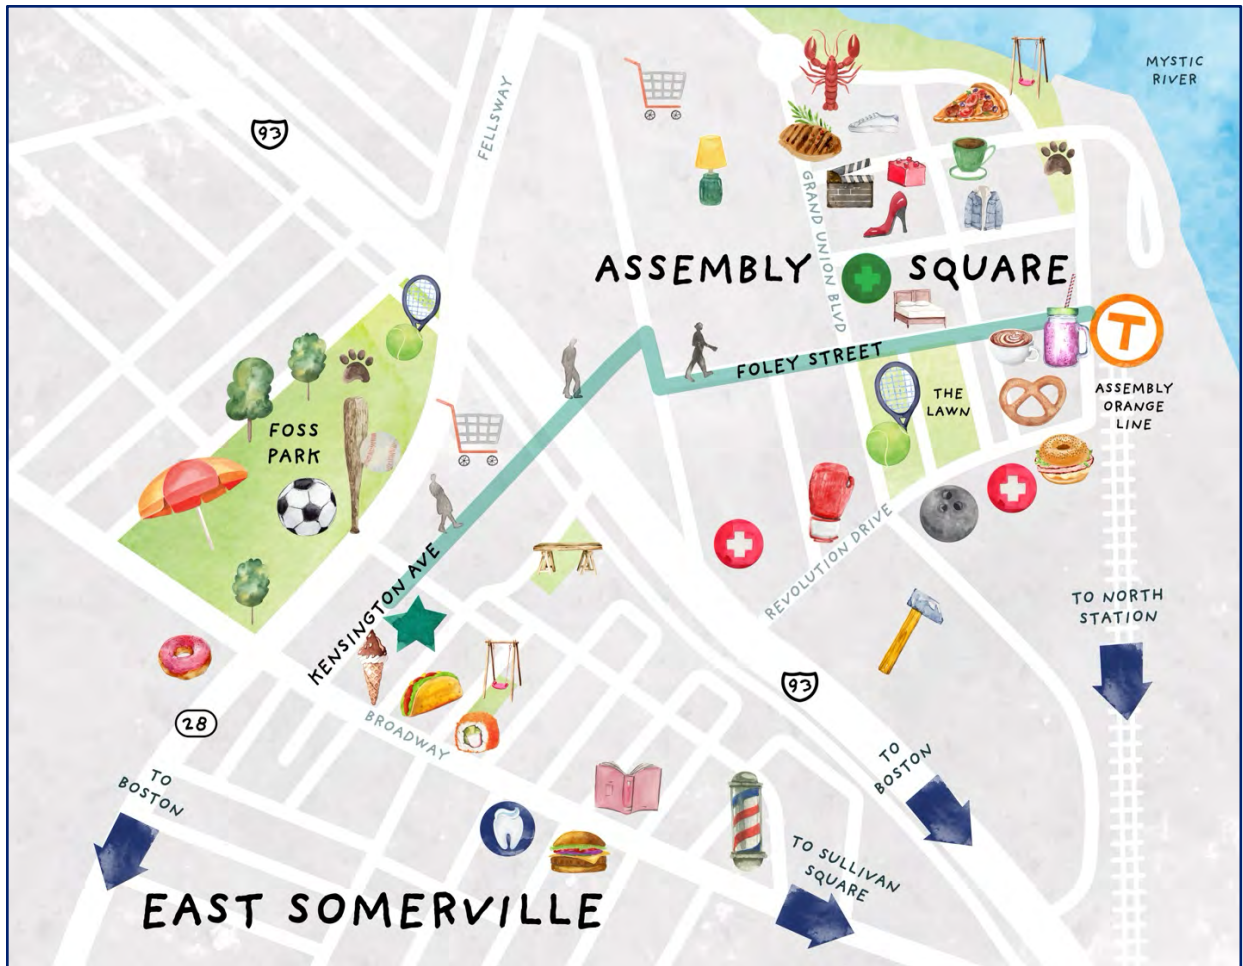 MYSTIC
RIVER
93
FELLSWAY
GRAND UNION BLVD
ASSEMBLY SQUARE
T
FOLEY STREET
ASSEMBLY
ORANGE
LINE
THE
LAWN
FOSS
PARK
REVOLUTION DRIVE
KENSINGTON AVE
TO NORTH
STATION
93
28
BROADWAY
TO
BOSTON
TO
BOSTON
TO SULLIVAN
SQUARE
EAST SOMERVILLE